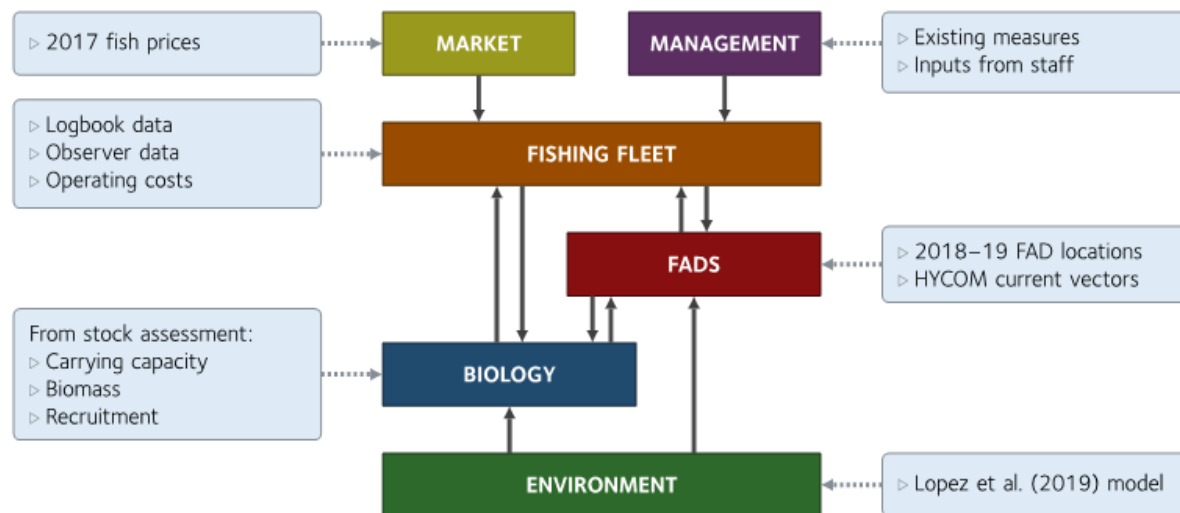 ▷ 2017 fish prices
MARKET
MANAGEMENT
▷ Existing measures
▷ Inputs from staff
▷ Logbook data
▷ Observer data
▷ Operating costs
FISHING FLEET
FADS
▷ 2018–19 FAD locations
▷ HYCOM current vectors
From stock assessment:
▷ Carrying capacity
▷ Biomass
▷ Recruitment
BIOLOGY
ENVIRONMENT
▷ Lopez et al. (2019) model